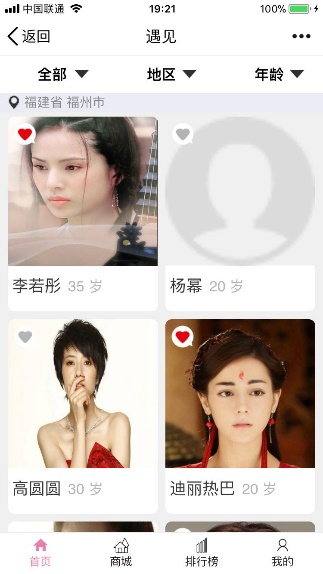 中国联通 19:21 100%
返回 遇见
全部 地区 年龄
福建省 福州市
李若彤 35 岁 杨幂 20 岁
高圆圆 30 岁 迪丽热巴 20 岁
首页 商城 排行榜 我的